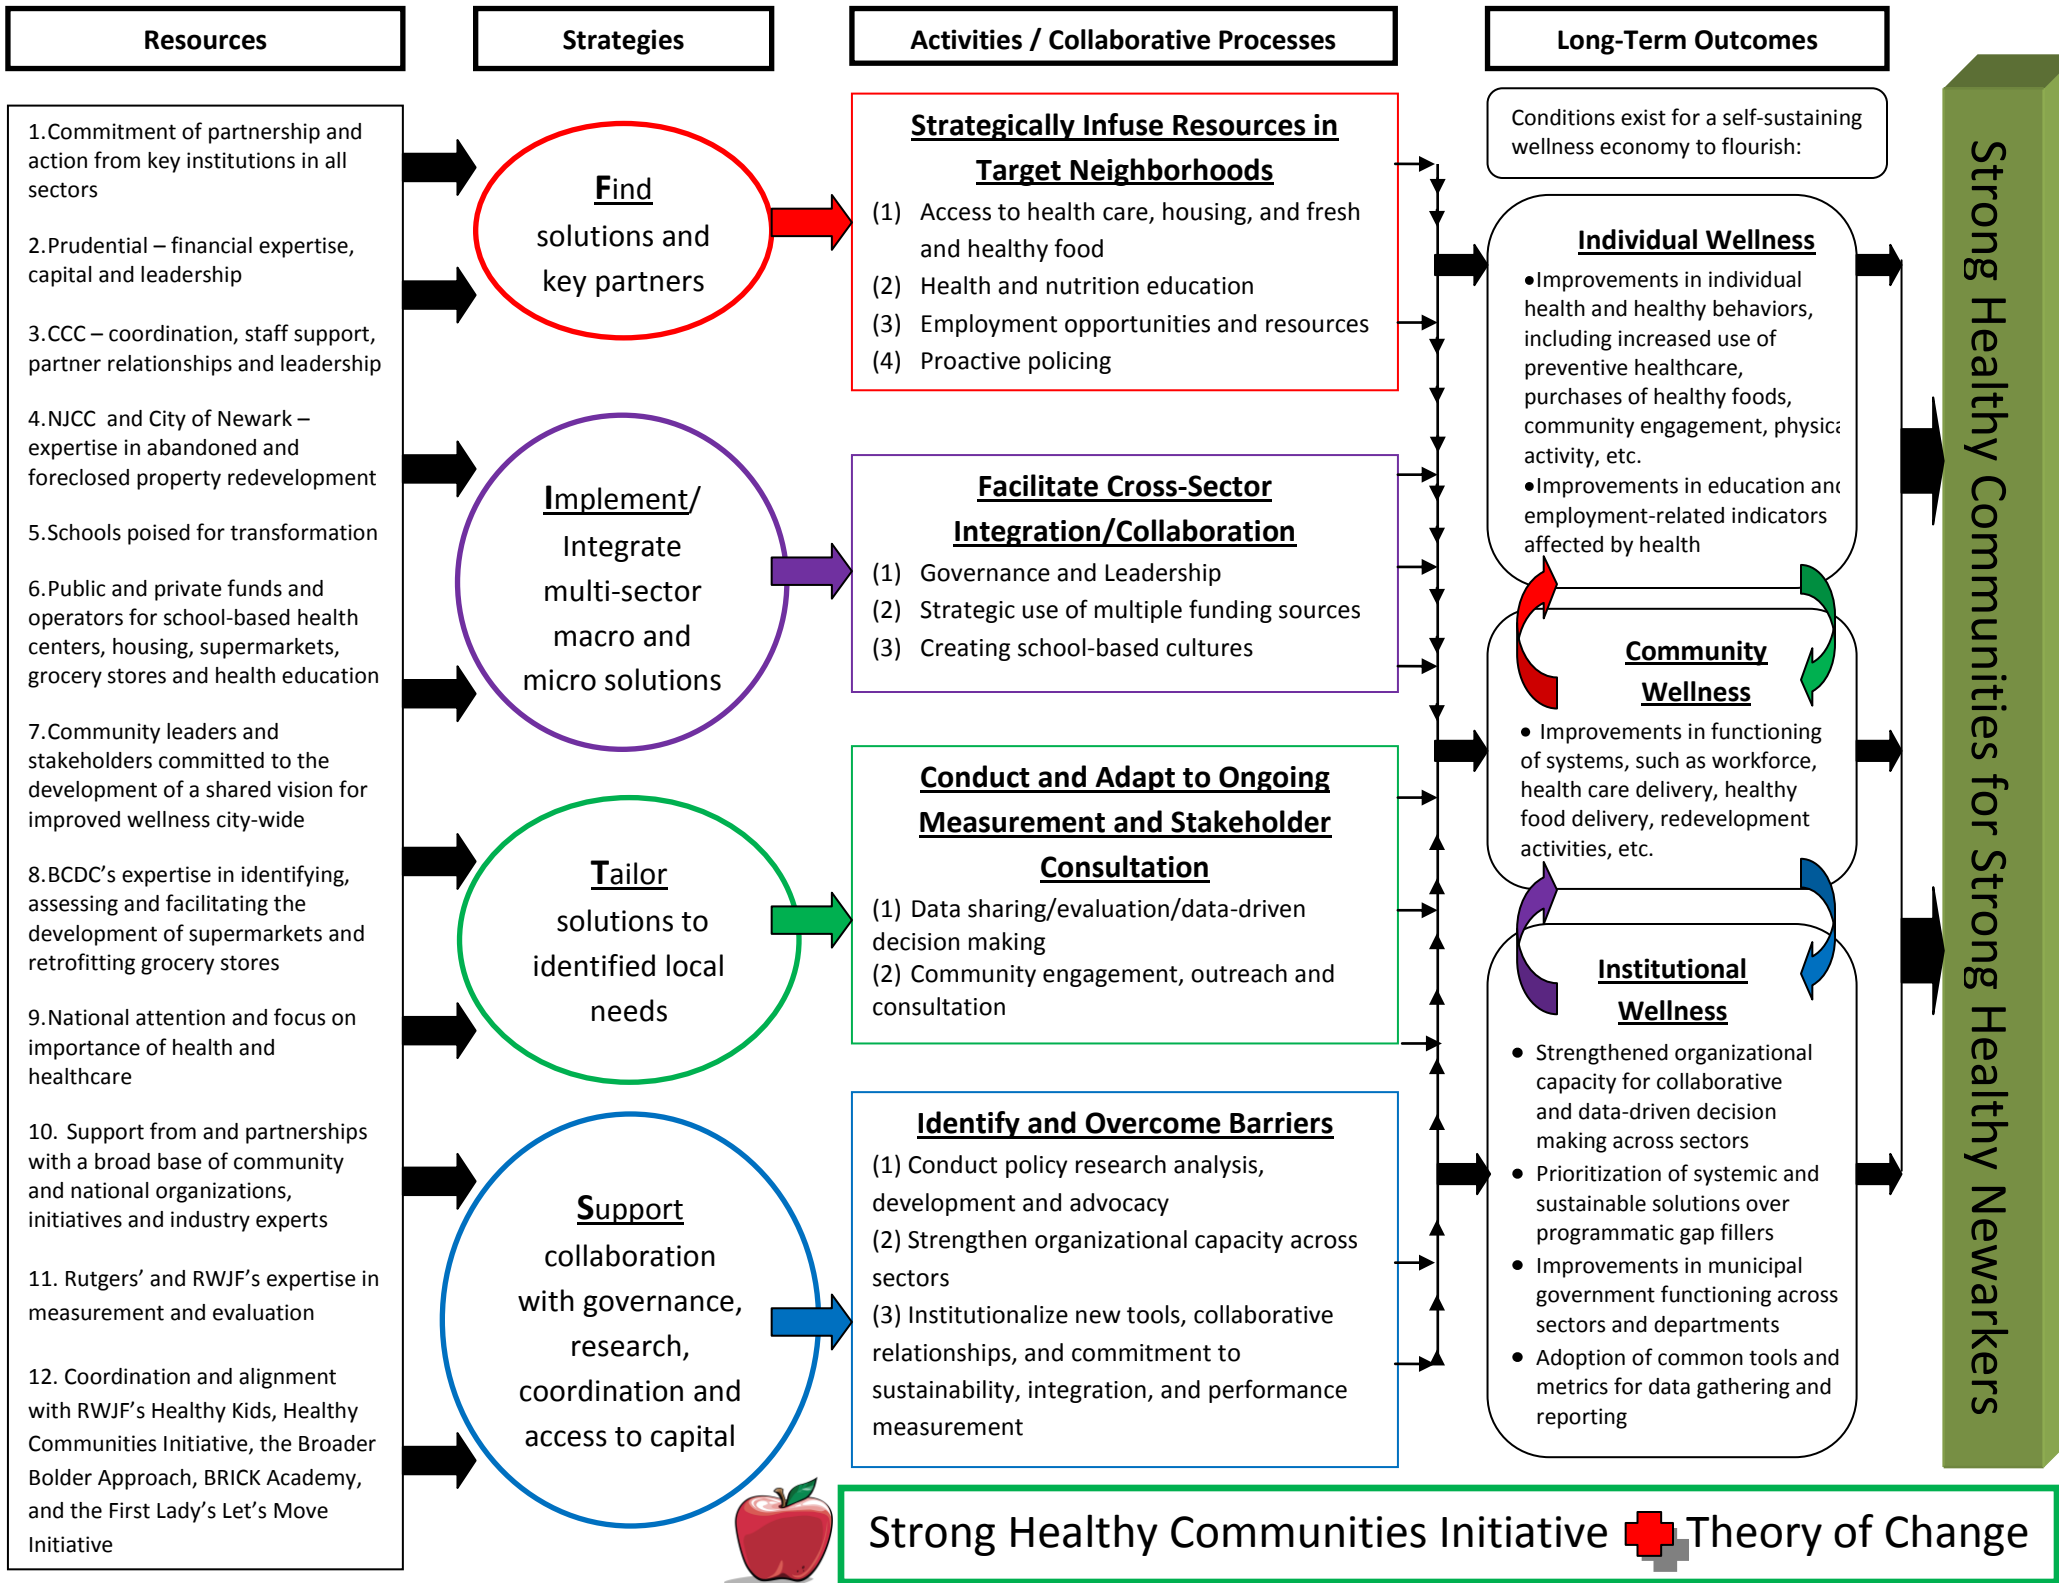 Resources
Strategies
Activities / Collaborative Processes
Long-Term Outcomes
1.Commitment of partnership and
action from key institutions in all
sectors
2.Prudential – financial expertise,
capital and leadership
3.CCC – coordination, staff support,
partner relationships and leadership
4.NJCC and City of Newark –
expertise in abandoned and
foreclosed property redevelopment
5.Schools poised for transformation
6.Public and private funds and
operators for school-based health
centers, housing, supermarkets,
grocery stores and health education
7.Community leaders and
stakeholders committed to the
development of a shared vision for
improved wellness city-wide
8.BCDC’s expertise in identifying,
assessing and facilitating the
development of supermarkets and
retrofitting grocery stores
9.National attention and focus on
importance of health and
healthcare
10. Support from and partnerships
with a broad base of community
and national organizations,
initiatives and industry experts
11. Rutgers’ and RWJF’s expertise in
measurement and evaluation
12. Coordination and alignment
with RWJF’s Healthy Kids, Healthy
Communities Initiative, the Broader
Bolder Approach, BRICK Academy,
and the First Lady’s Let’s Move
Initiative
Find
solutions and
key partners
Implement/
Integrate
multi-sector
macro and
micro solutions
Tailor
solutions to
identified local
needs
Support
collaboration
with governance,
research,
coordination and
access to capital
Strategically Infuse Resources in
Target Neighborhoods
(1) Access to health care, housing, and fresh
and healthy food
(2) Health and nutrition education
(3) Employment opportunities and resources
(4) Proactive policing
Facilitate Cross-Sector
Integration/Collaboration
(1) Governance and Leadership
(2) Strategic use of multiple funding sources
(3) Creating school-based cultures
Conduct and Adapt to Ongoing
Measurement and Stakeholder
Consultation
(1) Data sharing/evaluation/data-driven
decision making
(2) Community engagement, outreach and
consultation
Identify and Overcome Barriers
(1) Conduct policy research analysis,
development and advocacy
(2) Strengthen organizational capacity across
sectors
(3) Institutionalize new tools, collaborative
relationships, and commitment to
sustainability, integration, and performance
measurement
Conditions exist for a self-sustaining
wellness economy to flourish:
Individual Wellness
•Improvements in individual
health and healthy behaviors,
including increased use of
preventive healthcare,
purchases of healthy foods,
community engagement, physica
activity, etc.
•Improvements in education and
employment-related indicators
affected by health
Community
Wellness
• Improvements in functioning
of systems, such as workforce,
health care delivery, healthy
food delivery, redevelopment
activities, etc.
Institutional
Wellness
• Strengthened organizational
capacity for collaborative
and data-driven decision
making across sectors
• Prioritization of systemic and
sustainable solutions over
programmatic gap fillers
• Improvements in municipal
government functioning across
sectors and departments
• Adoption of common tools and
metrics for data gathering and
reporting
Strong Healthy Communities for Strong Healthy Newarkers
Strong Healthy Communities Initiative Theory of Change